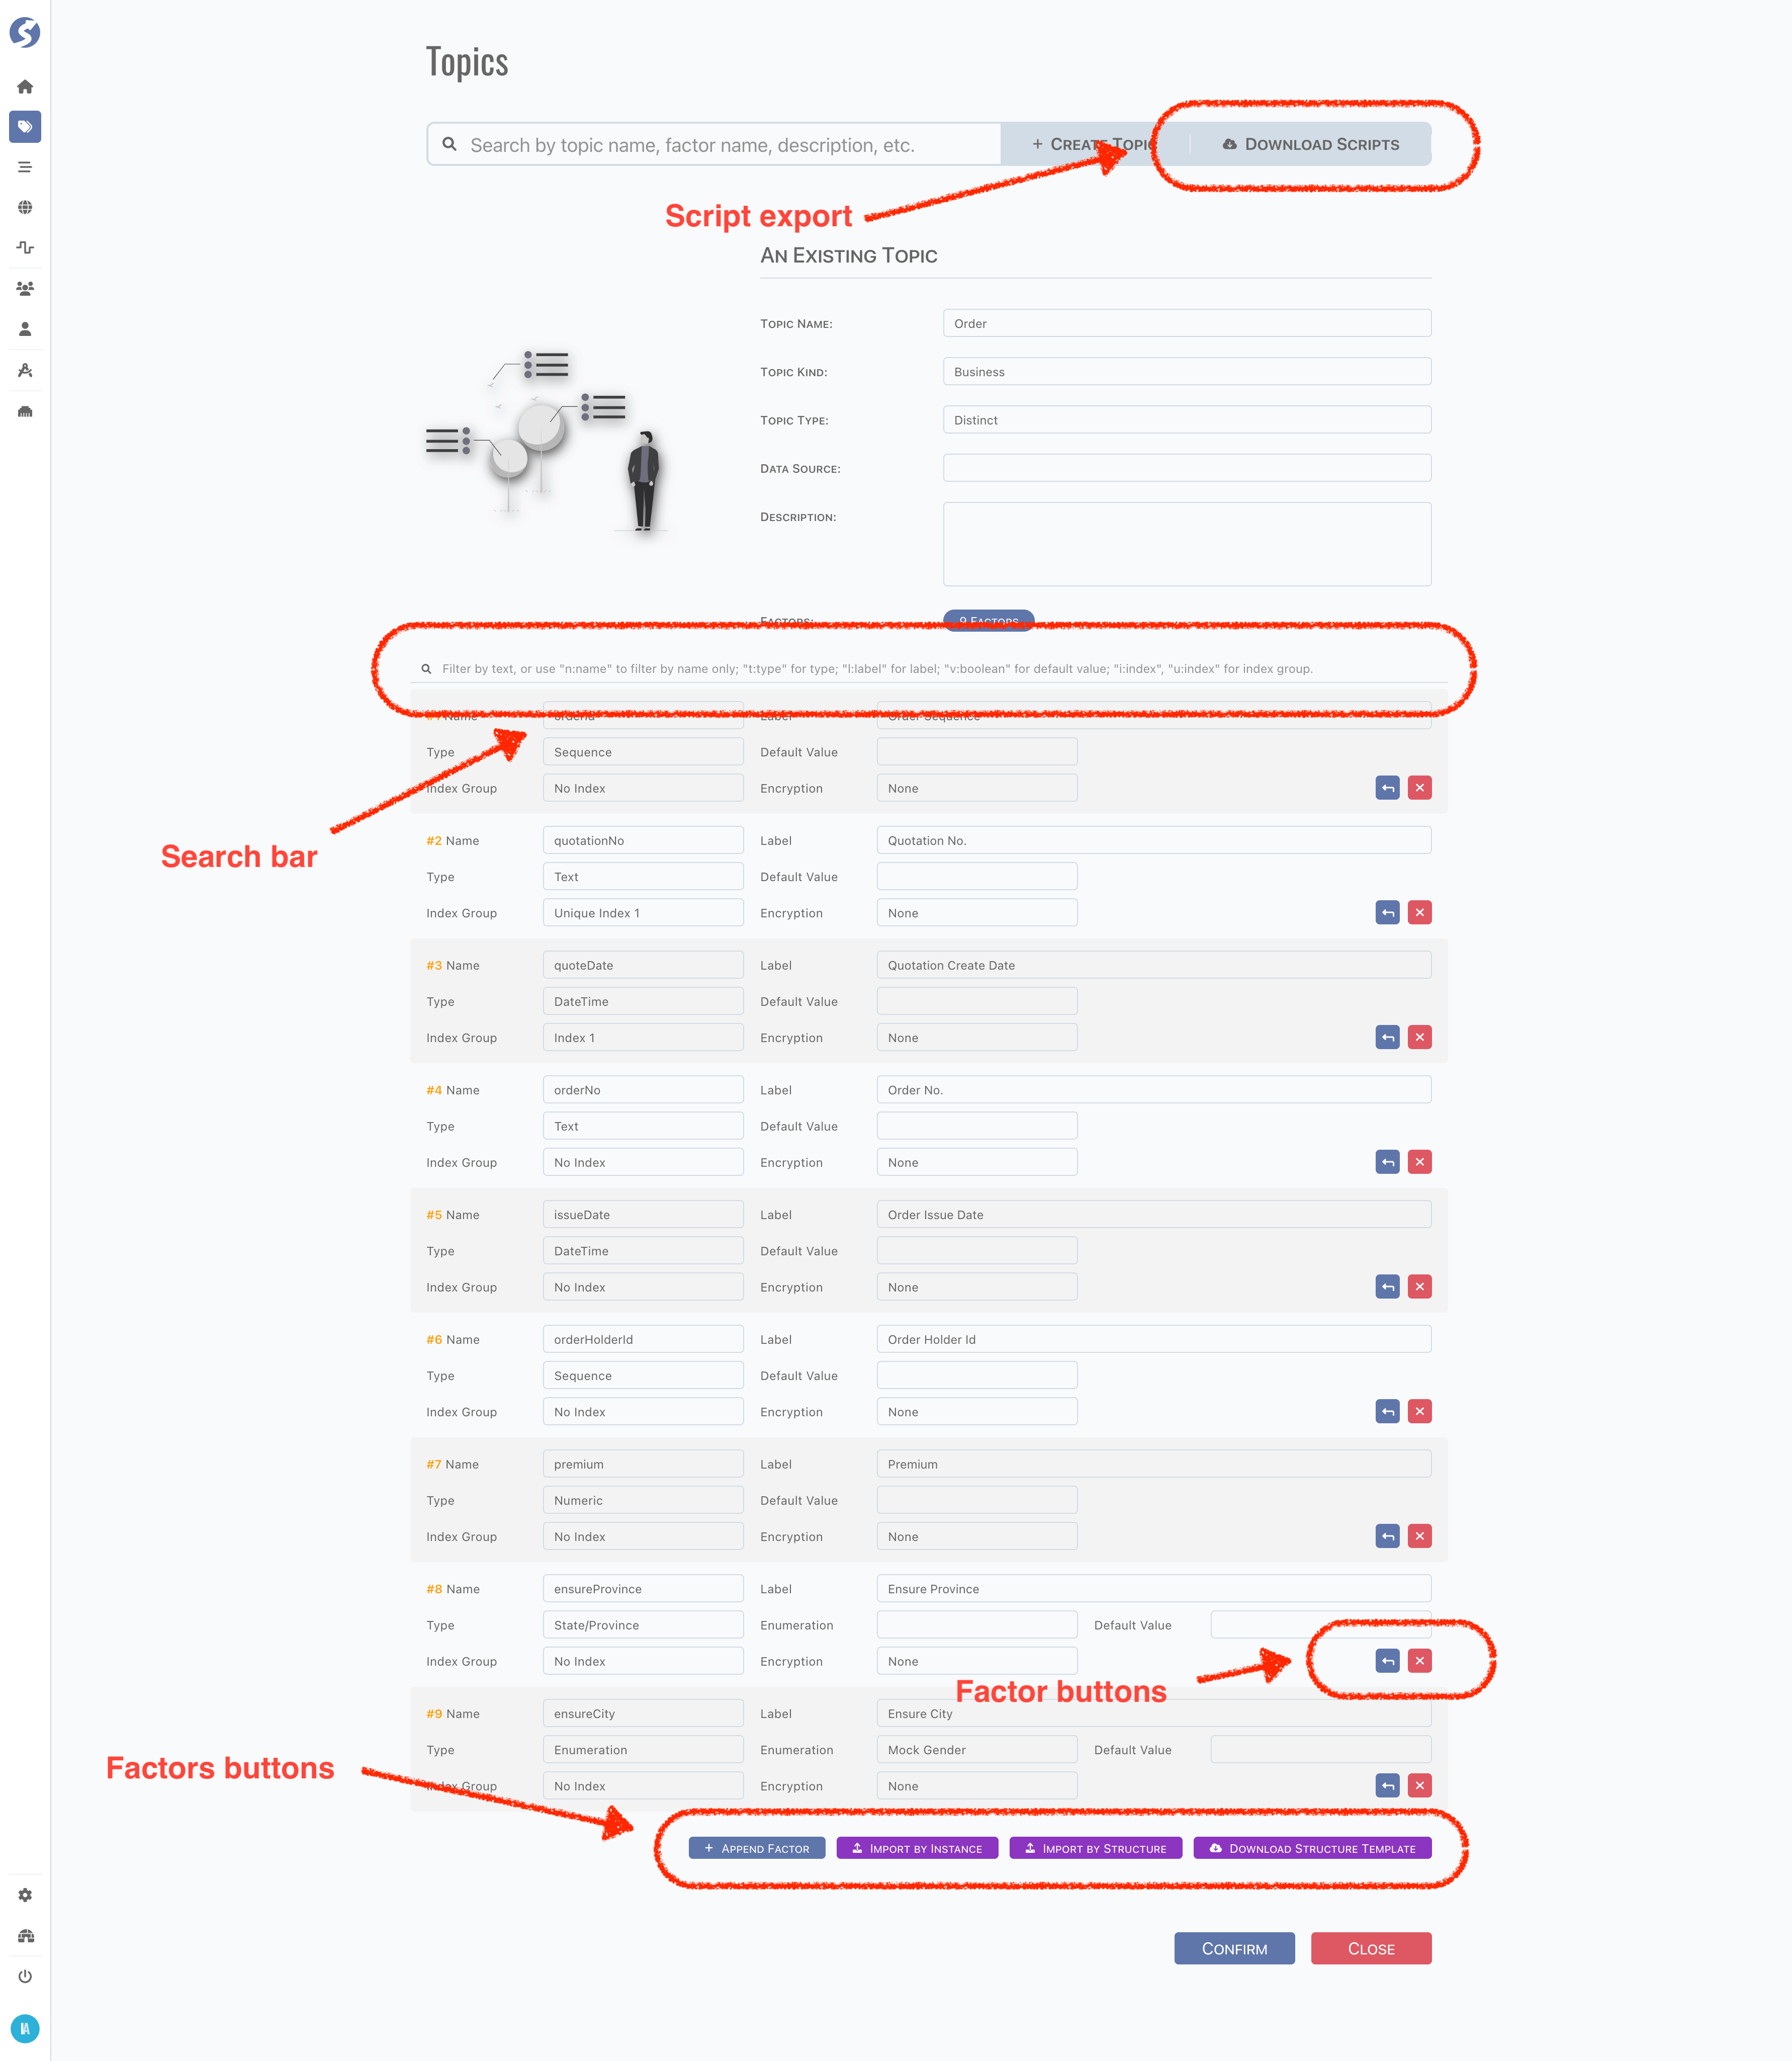 Topics
Search by topic name, factor name, description, etc.
+ Create Topic
Download Scripts
Script export
An Existing Topic
Topic Name: Order
Topic Kind: Business
Topic Type: Distinct
Data Source:
Description:
Factors: 9 Factors
Filter by text, or use "n:name" to filter by name only; "t:type" for type; "l:label" for label; "v:boolean" for default value; "i:index", "u:index" for index group.
#1 Name orderId Label Order Sequence
Type Sequence Default Value
Index Group No Index Encryption None
Search bar
#2 Name quotationNo Label Quotation No.
Type Text Default Value
Index Group Unique Index 1 Encryption None
#3 Name quoteDate Label Quotation Create Date
Type DateTime Default Value
Index Group Index 1 Encryption None
#4 Name orderNo Label Order No.
Type Text Default Value
Index Group No Index Encryption None
#5 Name issueDate Label Order Issue Date
Type DateTime Default Value
Index Group No Index Encryption None
#6 Name orderHolderId Label Order Holder Id
Type Sequence Default Value
Index Group No Index Encryption None
#7 Name premium Label Premium
Type Numeric Default Value
Index Group No Index Encryption None
#8 Name ensureProvince Label Ensure Province
Type State/Province Enumeration Default Value
Index Group No Index Encryption None
Factor buttons
#9 Name ensureCity Label Ensure City
Type Enumeration Enumeration Mock Gender Default Value
Factors buttons
Index Group No Index Encryption None
+ Append Factor
Import by Instance
Import by Structure
Download Structure Template
Confirm
Close
IA